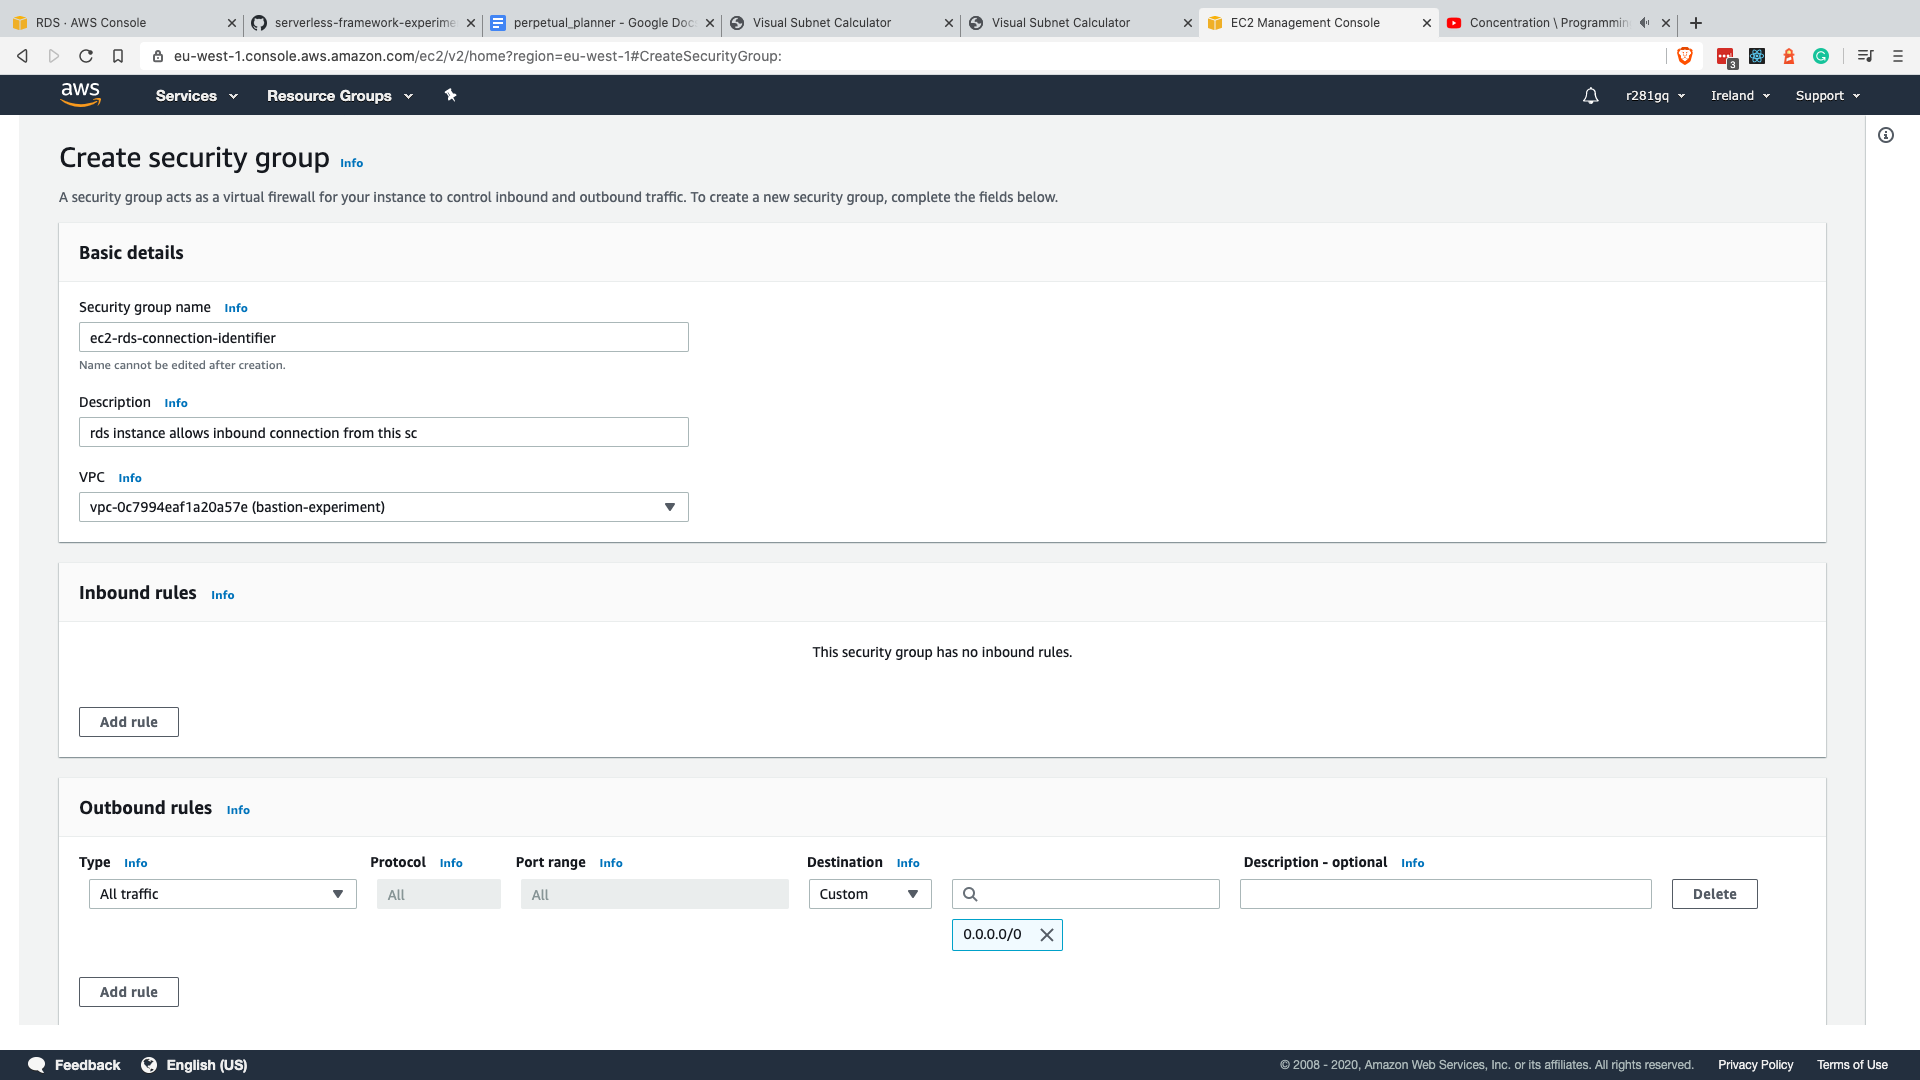 RDS · AWS Console
serverless-framework-experime
perpetual_planner - Google Doc
Visual Subnet Calculator
Visual Subnet Calculator
EC2 Management Console
Concentration \ Programmin
eu-west-1.console.aws.amazon.com/ec2/v2/home?region=eu-west-1#CreateSecurityGroup:
3
aws
Services
Resource Groups
r281gq
Ireland
Support
Create security group Info
A security group acts as a virtual firewall for your instance to control inbound and outbound traffic. To create a new security group, complete the fields below.
Basic details
Security group name Info
ec2-rds-connection-identifier
Name cannot be edited after creation.
Description Info
rds instance allows inbound connection from this sc
VPC Info
vpc-0c7994eaf1a20a57e (bastion-experiment)
Inbound rules Info
This security group has no inbound rules.
Add rule
Outbound rules Info
Type Info Protocol Info Port range Info Destination Info Description - optional Info
All traffic All All Custom Delete
0.0.0.0/0
Add rule
Feedback English (US) © 2008 - 2020, Amazon Web Services, Inc. or its affiliates. All rights reserved. Privacy Policy Terms of Use